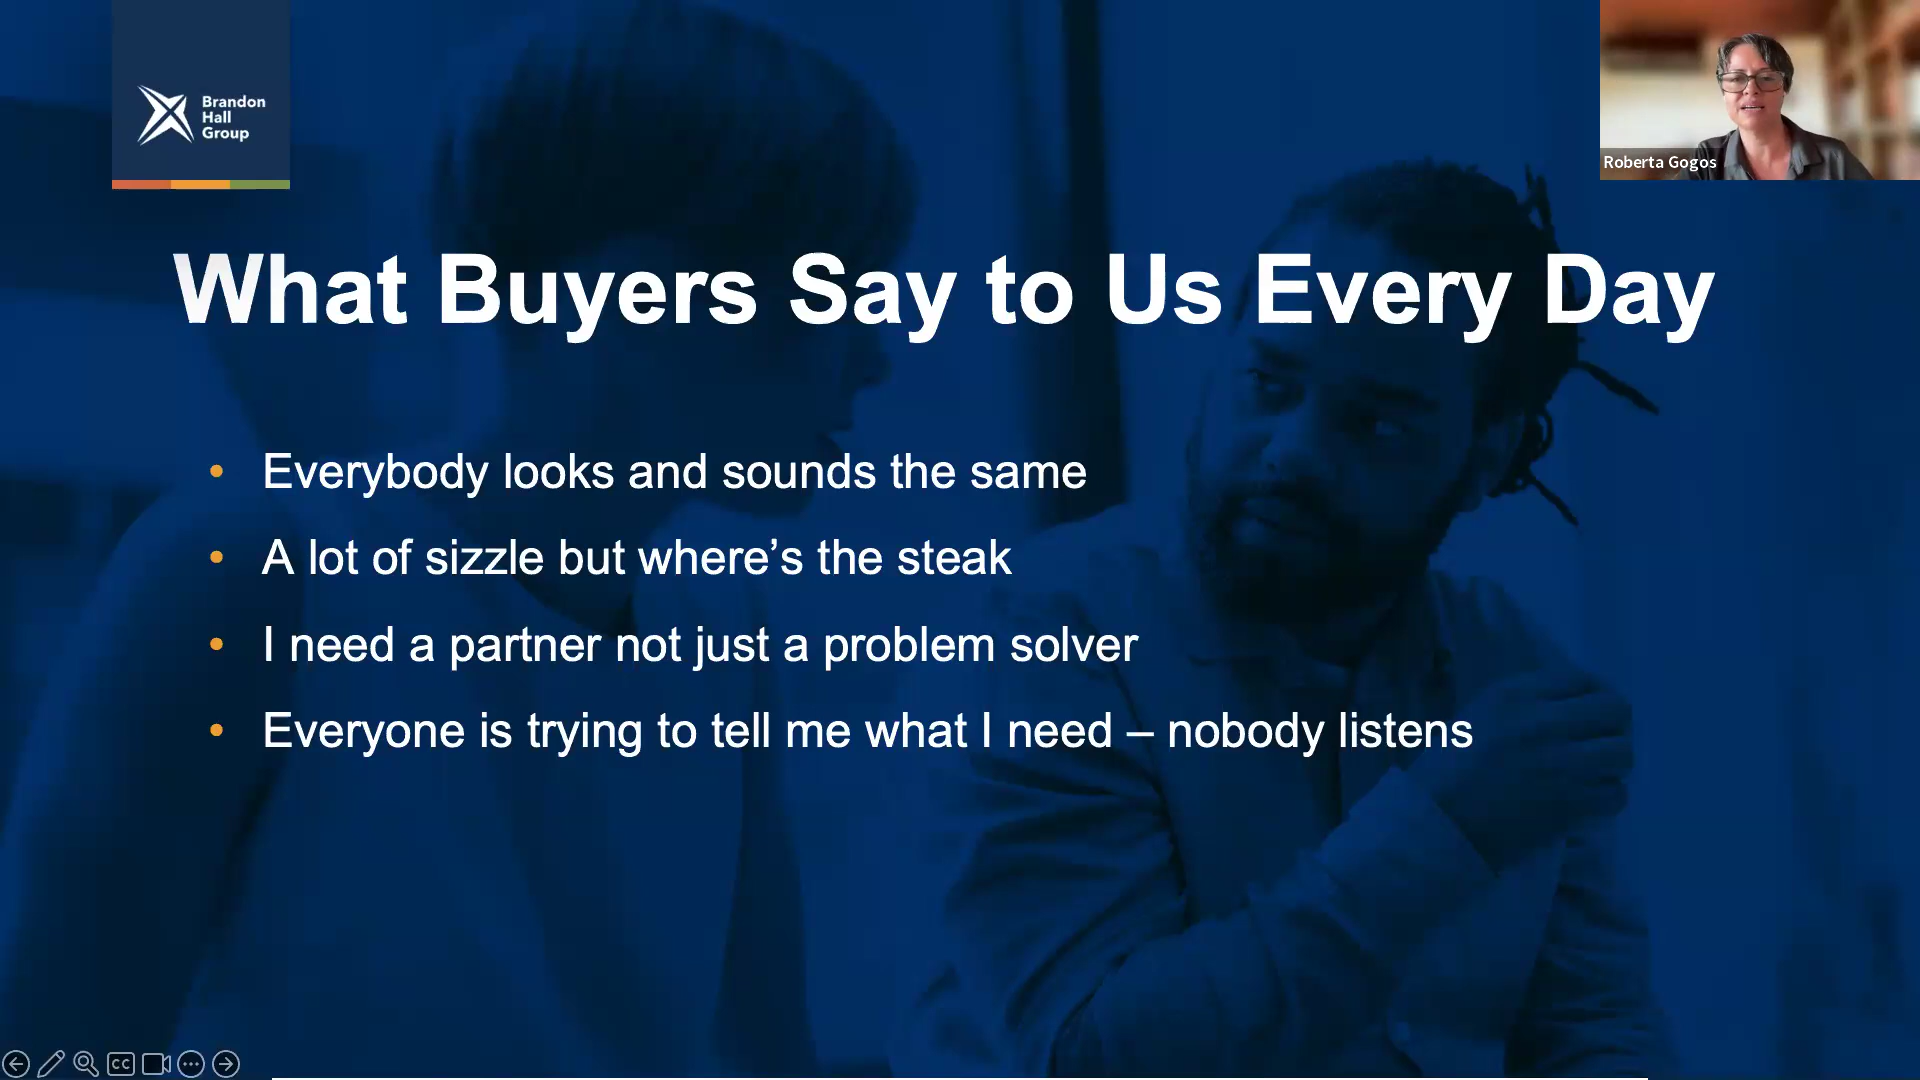 Brandon
Hall
Group
Roberta Gogos
What Buyers Say to Us Every Day
• Everybody looks and sounds the same
• A lot of sizzle but where’s the steak
• I need a partner not just a problem solver
• Everyone is trying to tell me what I need – nobody listens
CC